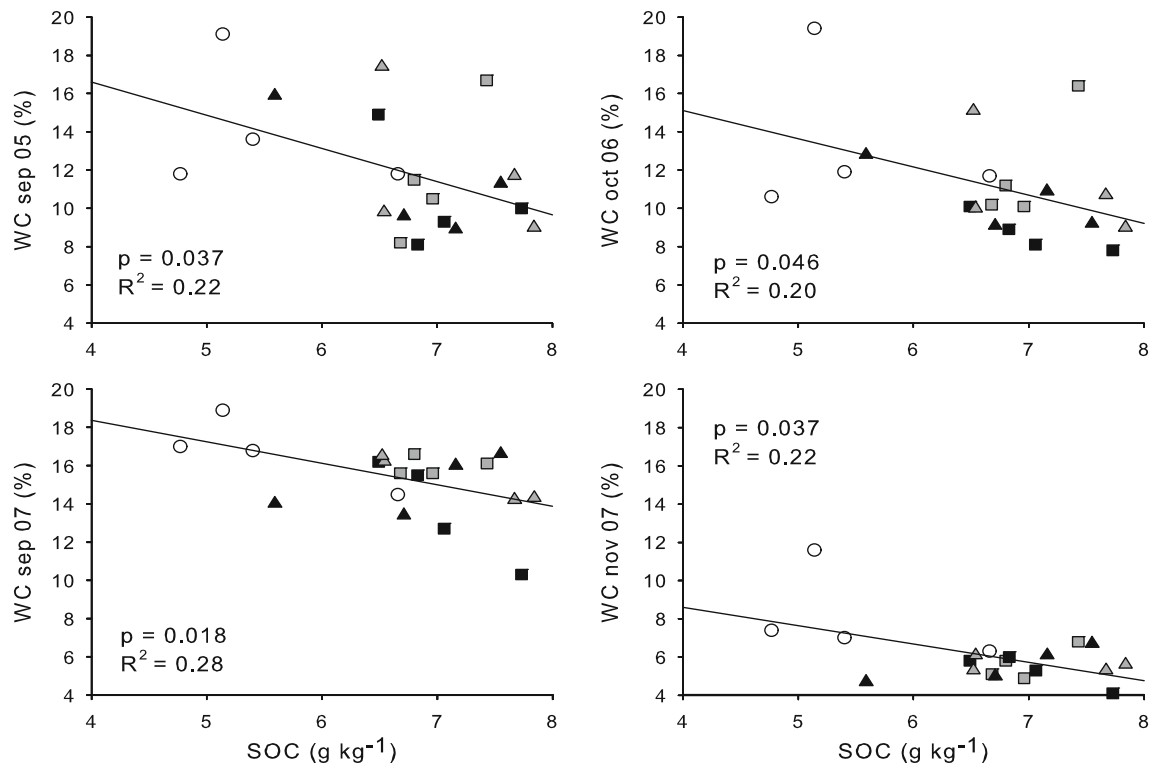 20
18
16
14
12
10
8
6
4
WC sep 05 (%)
p = 0.037
R² = 0.22
4 5 6 7 8
20
18
16
14
12
10
8
6
4
WC oct 06 (%)
p = 0.046
R² = 0.20
4 5 6 7 8
20
18
16
14
12
10
8
6
4
WC sep 07 (%)
p = 0.018
R² = 0.28
4 5 6 7 8
SOC (g kg⁻¹)
20
18
16
14
12
10
8
6
4
WC nov 07 (%)
p = 0.037
R² = 0.22
4 5 6 7 8
SOC (g kg⁻¹)